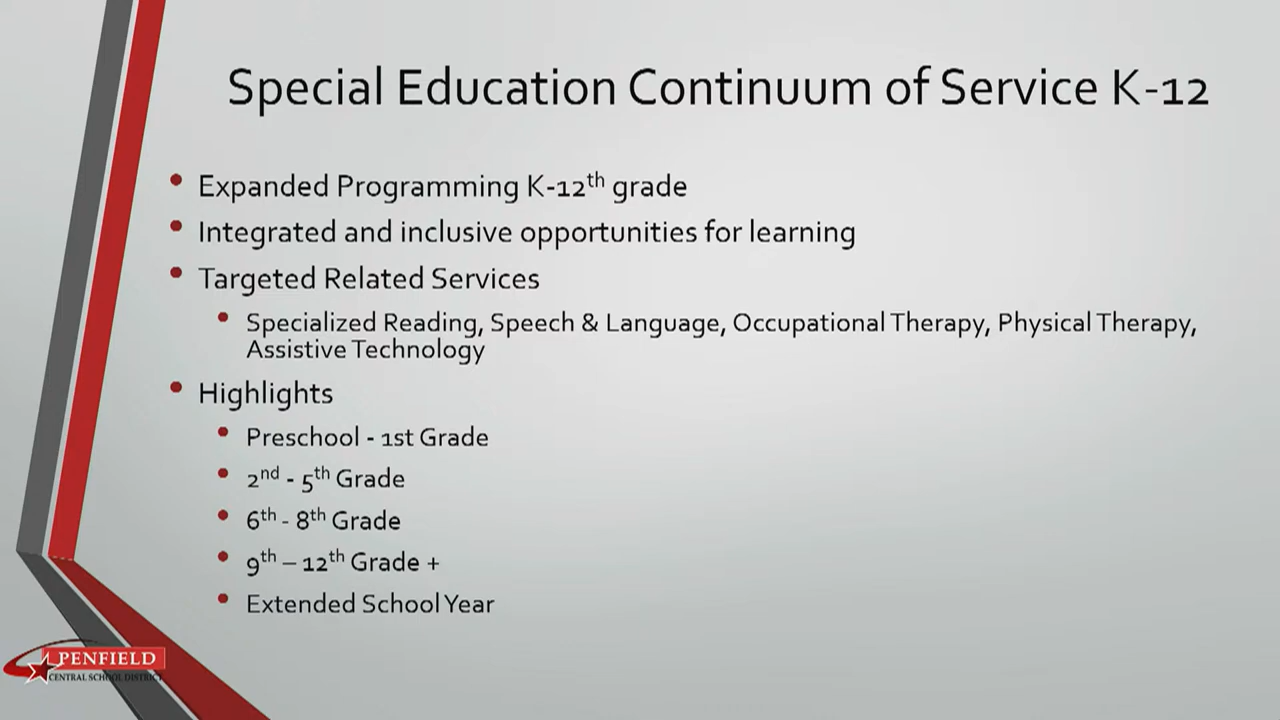 Special Education Continuum of Service K-12
• Expanded Programming K-12th grade
• Integrated and inclusive opportunities for learning
• Targeted Related Services
• Specialized Reading, Speech & Language, Occupational Therapy, Physical Therapy,
Assistive Technology
• Highlights
• Preschool - 1st Grade
• 2nd - 5th Grade
• 6th - 8th Grade
• 9th – 12th Grade +
• Extended School Year
PENFIELD
CENTRAL SCHOOL DISTRICT